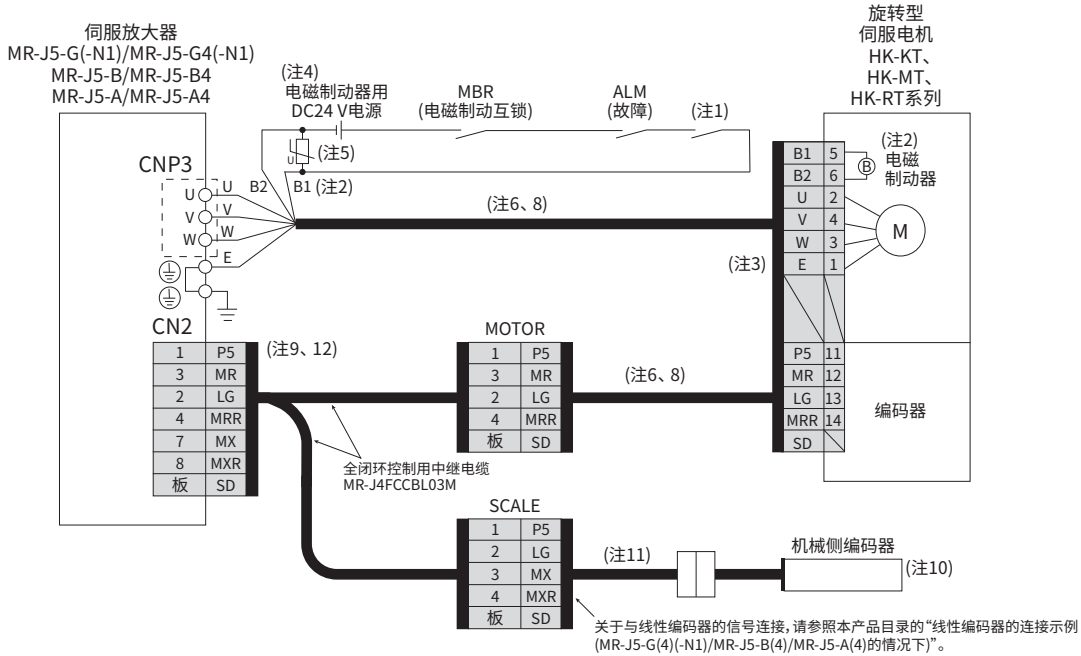 伺服放大器
MR-J5-G(-N1)/MR-J5-G4(-N1)
MR-J5-B/MR-J5-B4
MR-J5-A/MR-J5-A4
旋转型
伺服电机
HK-KT、
HK-MT、
HK-RT系列
(注4)
电磁制动器用
DC24 V电源
MBR
(电磁制动互锁)
ALM
(故障)
(注1)
U
(注5)
CNP3
U U
V V
W W
E
B2 B1 (注2)
(注6、8)
(注3)
B1 5
B2 6
U 2
V 4
W 3
E 1
(注2)
电磁
制动器
B
M
P5 11
MR 12
LG 13
MRR 14
SD
编码器
CN2
1 P5
3 MR
2 LG
4 MRR
7 MX
8 MXR
板 SD
(注9、12)
MOTOR
1 P5
3 MR
2 LG
4 MRR
板 SD
(注6、8)
全闭环控制用中继电缆
MR-J4FCCBL03M
SCALE
1 P5
2 LG
3 MX
4 MXR
板 SD
(注11)
机械侧编码器
(注10)
关于与线性编码器的信号连接，请参照本产品目录的“线性编码器的连接示例
(MR-J5-G(4)(-N1)/MR-J5-B(4)/MR-J5-A(4)的情况下)”。